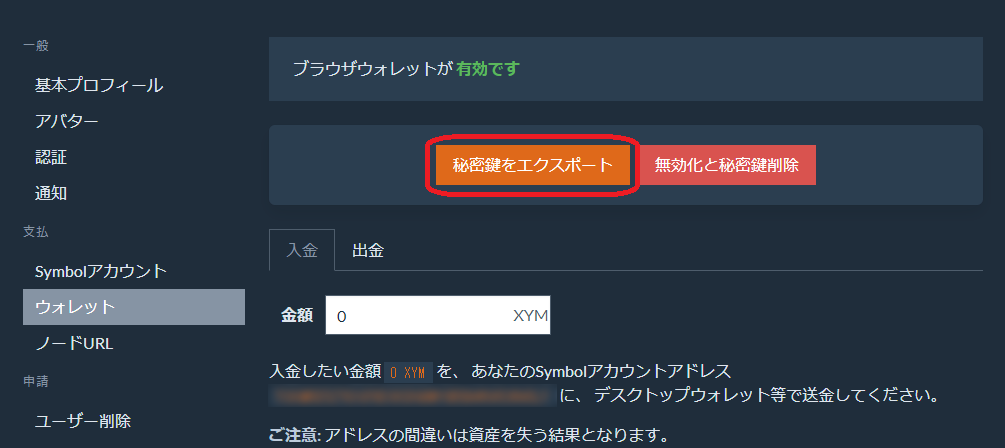 一般
基本プロフィール
アバター
認証
通知
支払
Symbolアカウント
ウォレット
ノードURL
申請
ユーザー削除
ブラウザウォレットが 有効です
秘密鍵をエクスポート
無効化と秘密鍵削除
入金
出金
金額 0 XYM
入金したい金額 0 XYM を、あなたのSymbolアカウントアドレス
に、デスクトップウォレット等で送金してください。
ご注意: アドレスの間違いは資産を失う結果となります。